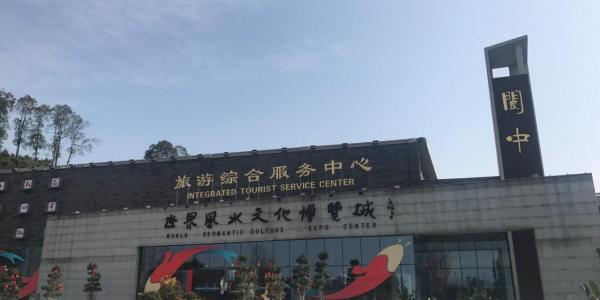 旅游综合服务中心
INTEGRATED TOURIST SERVICE CENTER
世界风水文化博览城
WORLD GEOMANTIC CULTURE EXPO CENTER
阆中